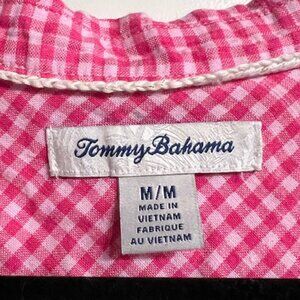 Tommy Bahama
M/M
MADE IN
VIETNAM
FABRIQUE
AU VIETNAM